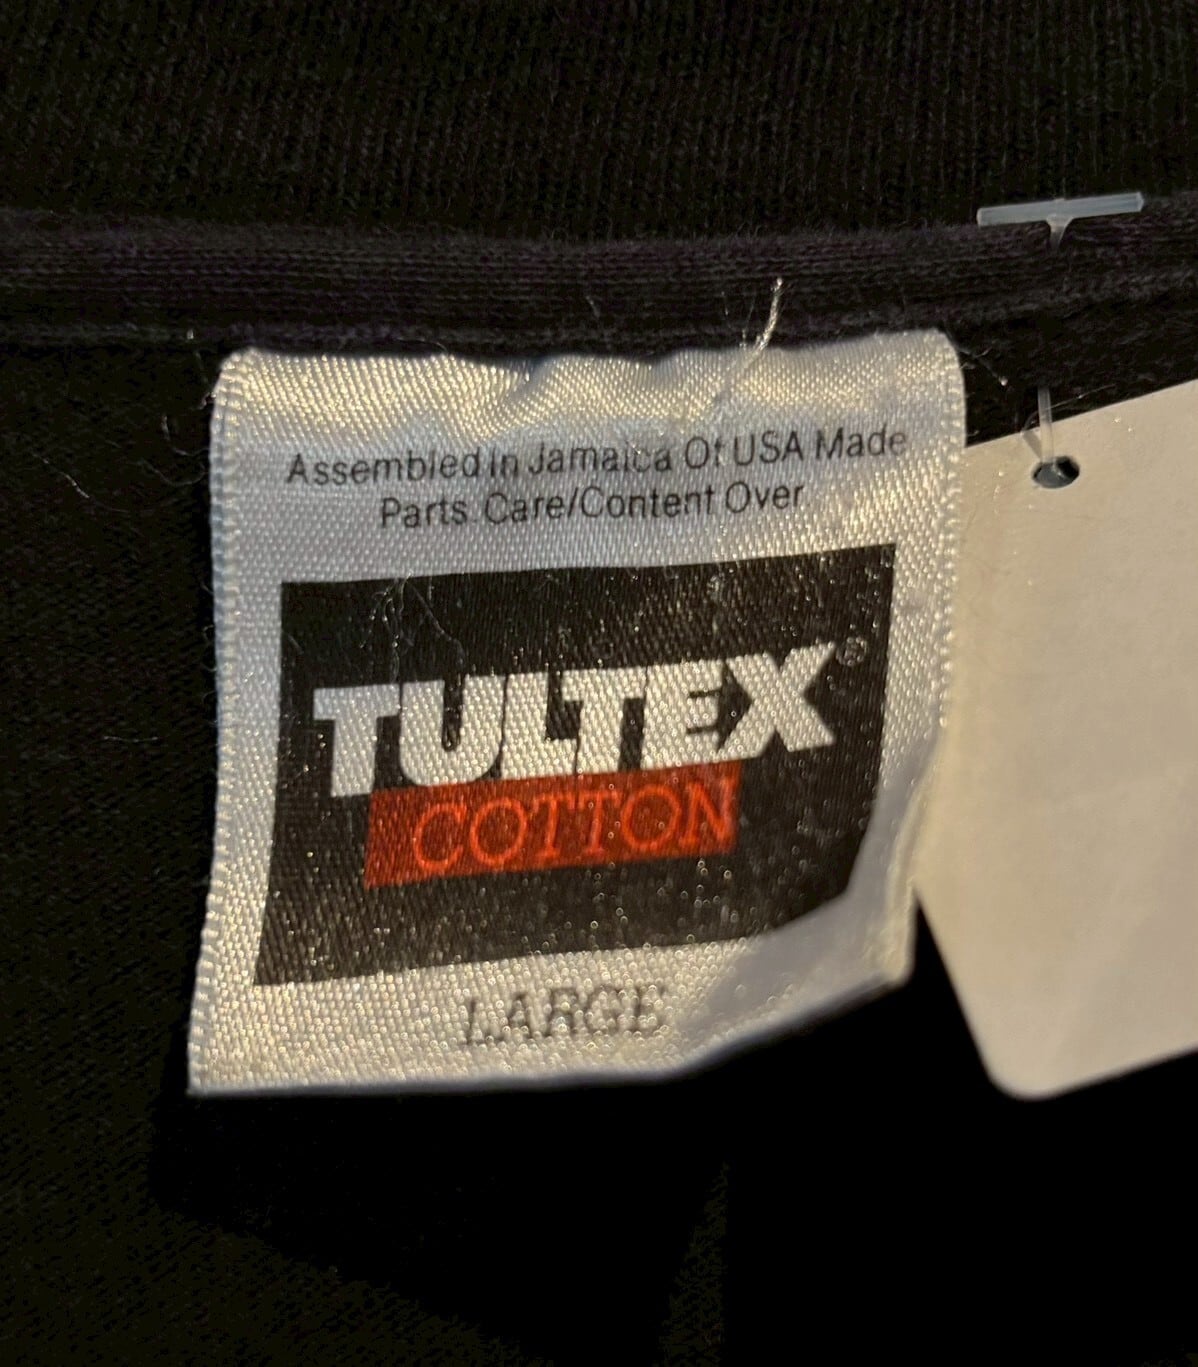 Assembled In Jamaica Of USA Made
Parts. Care/Content Over
TULTEX®
COTTON
LARGE